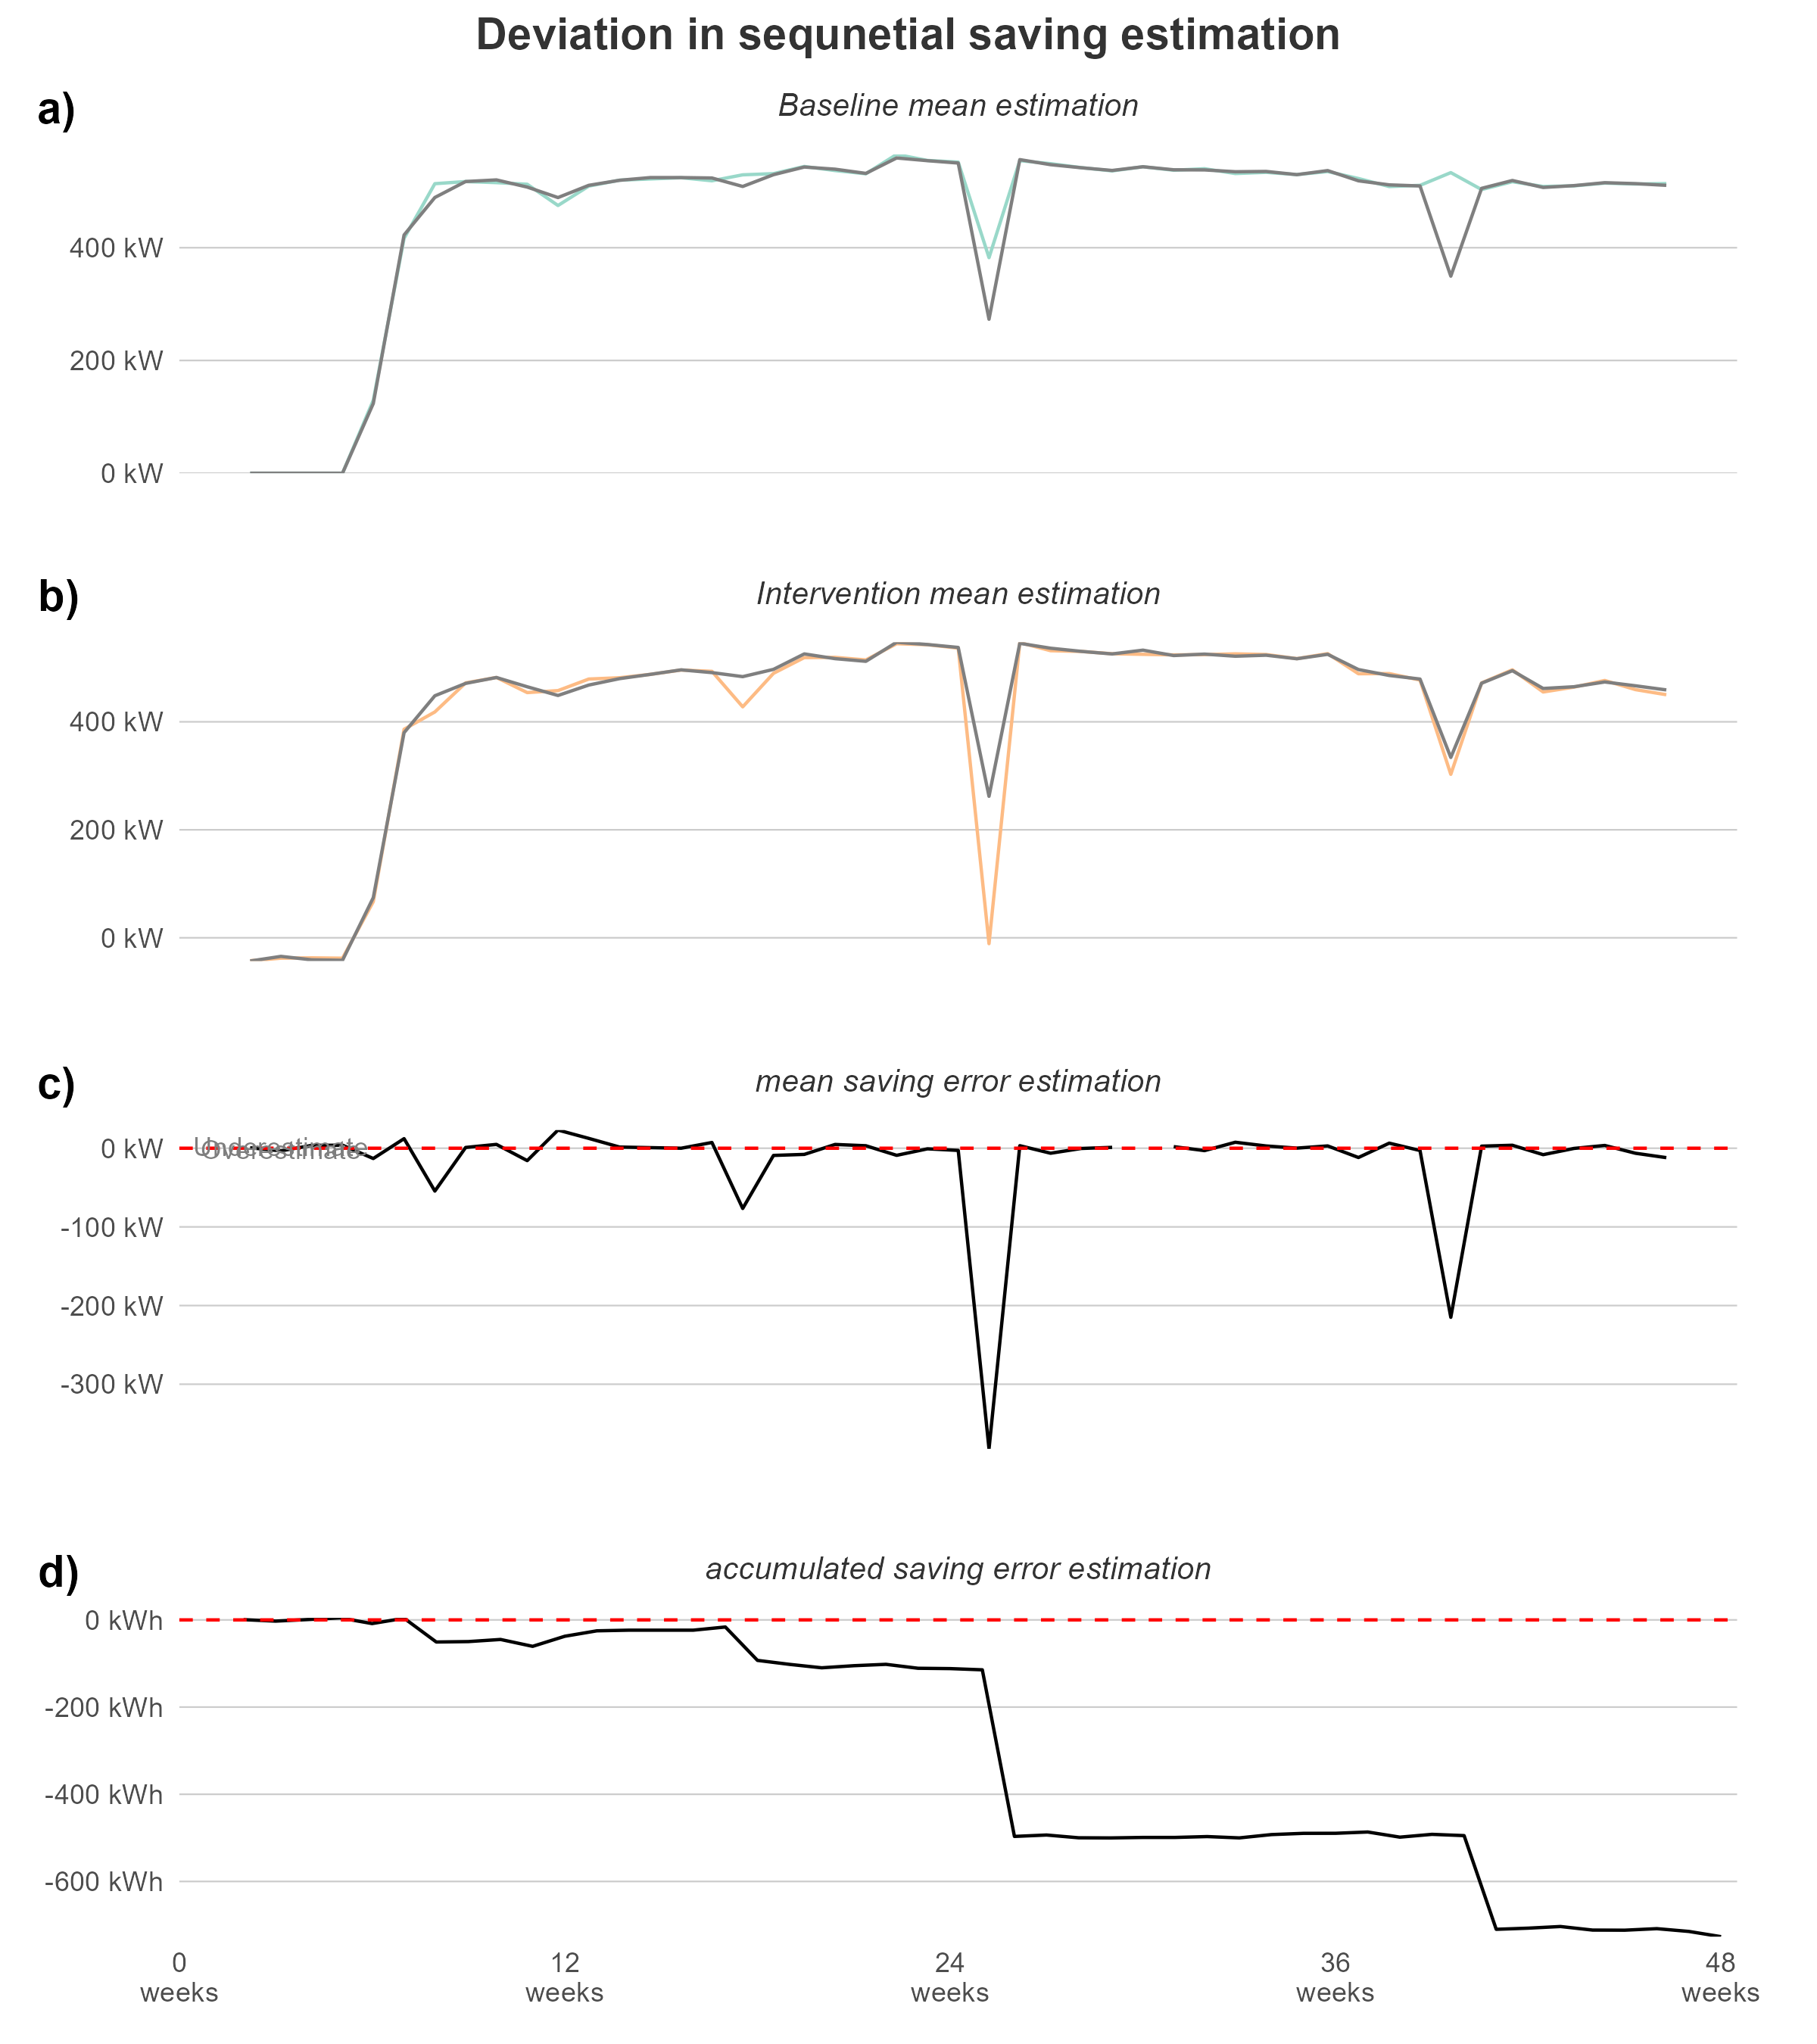 Deviation in sequnetial saving estimation
a)
Baseline mean estimation
400 kW
200 kW
0 kW
b)
Intervention mean estimation
400 kW
200 kW
0 kW
c)
mean saving error estimation
Underestimate
Overestimate
0 kW
-100 kW
-200 kW
-300 kW
d)
accumulated saving error estimation
0 kWh
-200 kWh
-400 kWh
-600 kWh
0 12 24 36 48
weeks weeks weeks weeks weeks